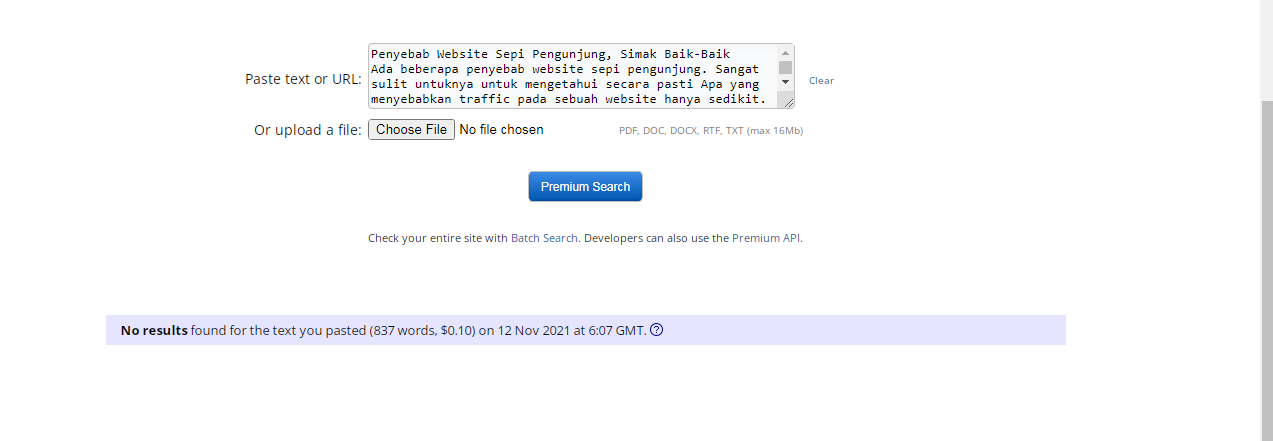 Penyebab Website Sepi Pengunjung, Simak Baik-Baik
Ada beberapa penyebab website sepi pengunjung. Sangat
Paste text or URL:
Clear
sulit untuknya untuk mengetahui secara pasti Apa yang
menyebabkan traffic pada sebuah website hanya sedikit.
Or upload a file: Choose File No file chosen PDF, DOC, DOCX, RTF, TXT (max 16Mb)
Premium Search
Check your entire site with Batch Search. Developers can also use the Premium API.
No results found for the text you pasted (837 words, $0.10) on 12 Nov 2021 at 6:07 GMT. ?